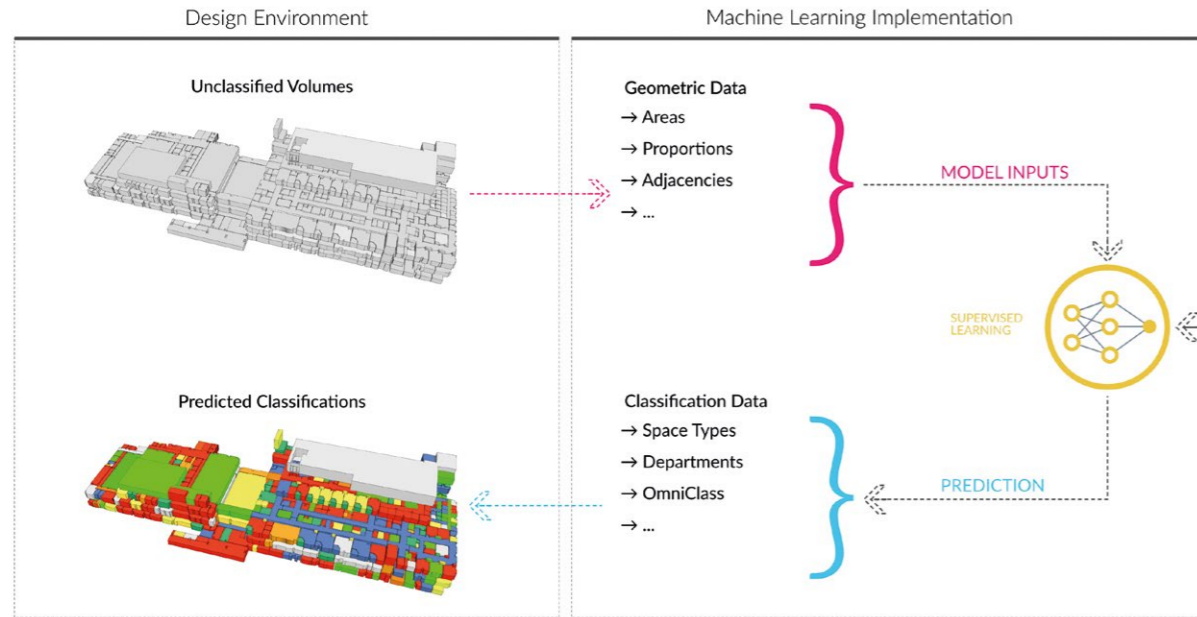 Design Environment
Machine Learning Implementation
Unclassified Volumes
Geometric Data
→ Areas
→ Proportions
→ Adjacencies
→ ...
MODEL INPUTS
SUPERVISED
LEARNING
Predicted Classifications
Classification Data
→ Space Types
→ Departments
→ OmniClass
→ ...
PREDICTION